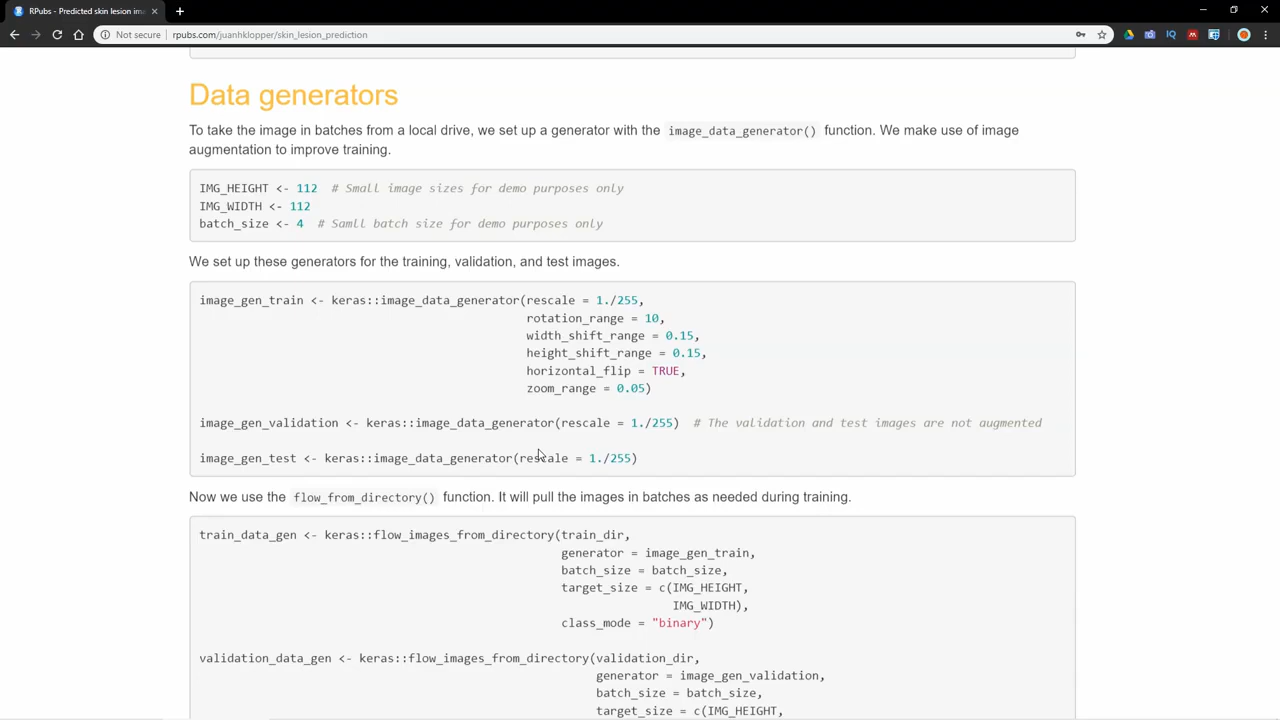 RPubs - Predicted skin lesion im
Not secure
rpubs.com/juanhklopper/skin_lesion_prediction
Data generators
To take the image in batches from a local drive, we set up a generator with the image_data_generator() function. We make use of image
augmentation to improve training.
IMG_HEIGHT <- 112 # Small image sizes for demo purposes only
IMG_WIDTH <- 112
batch_size <- 4 # Samll batch size for demo purposes only
We set up these generators for the training, validation, and test images.
image_gen_train <- keras::image_data_generator(rescale = 1./255,
rotation_range = 10,
width_shift_range = 0.15,
height_shift_range = 0.15,
horizontal_flip = TRUE,
zoom_range = 0.05)
image_gen_validation <- keras::image_data_generator(rescale = 1./255) # The validation and test images are not augmented
image_gen_test <- keras::image_data_generator(rescale = 1./255)
Now we use the flow_from_directory() function. It will pull the images in batches as needed during training.
train_data_gen <- keras::flow_images_from_directory(train_dir,
generator = image_gen_train,
batch_size = batch_size,
target_size = c(IMG_HEIGHT,
IMG_WIDTH),
class_mode = "binary")
validation_data_gen <- keras::flow_images_from_directory(validation_dir,
generator = image_gen_validation,
batch_size = batch_size,
target_size = c(IMG_HEIGHT,